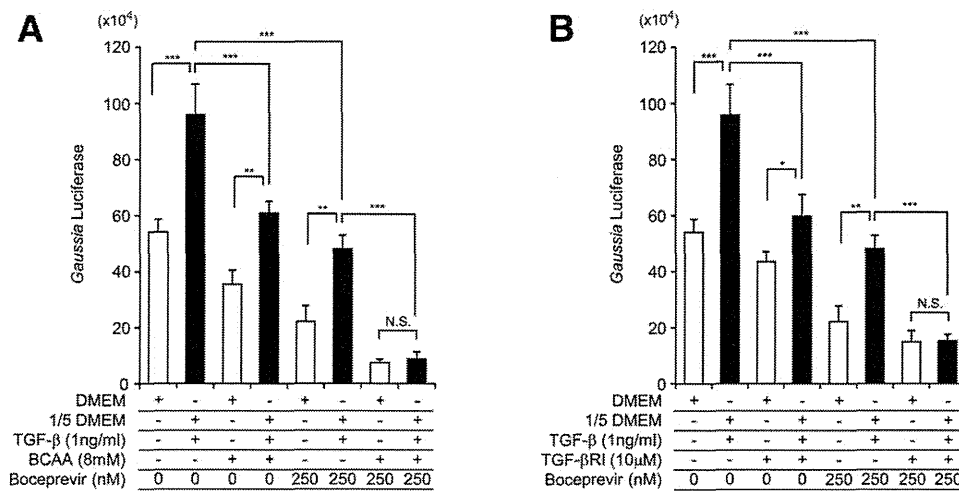 A
(x10⁴)
120
100
80
60
40
20
0
Gaussia Luciferase
*** *** *** ** ** *** N.S.
DMEM + - + - + - + -
1/5 DMEM - + - + - + - +
TGF-β (1ng/ml) - + - + - + - +
BCAA (8mM) - - + + - - + +
Boceprevir (nM) 0 0 0 0 250 250 250 250
B
(x10⁴)
120
100
80
60
40
20
0
Gaussia Luciferase
*** *** *** * ** *** N.S.
DMEM + - + - + - + -
1/5 DMEM - + - + - + - +
TGF-β (1ng/ml) - + - + - + - +
TGF-βRI (10μM) - - + + - - + +
Boceprevir (nM) 0 0 0 0 250 250 250 250